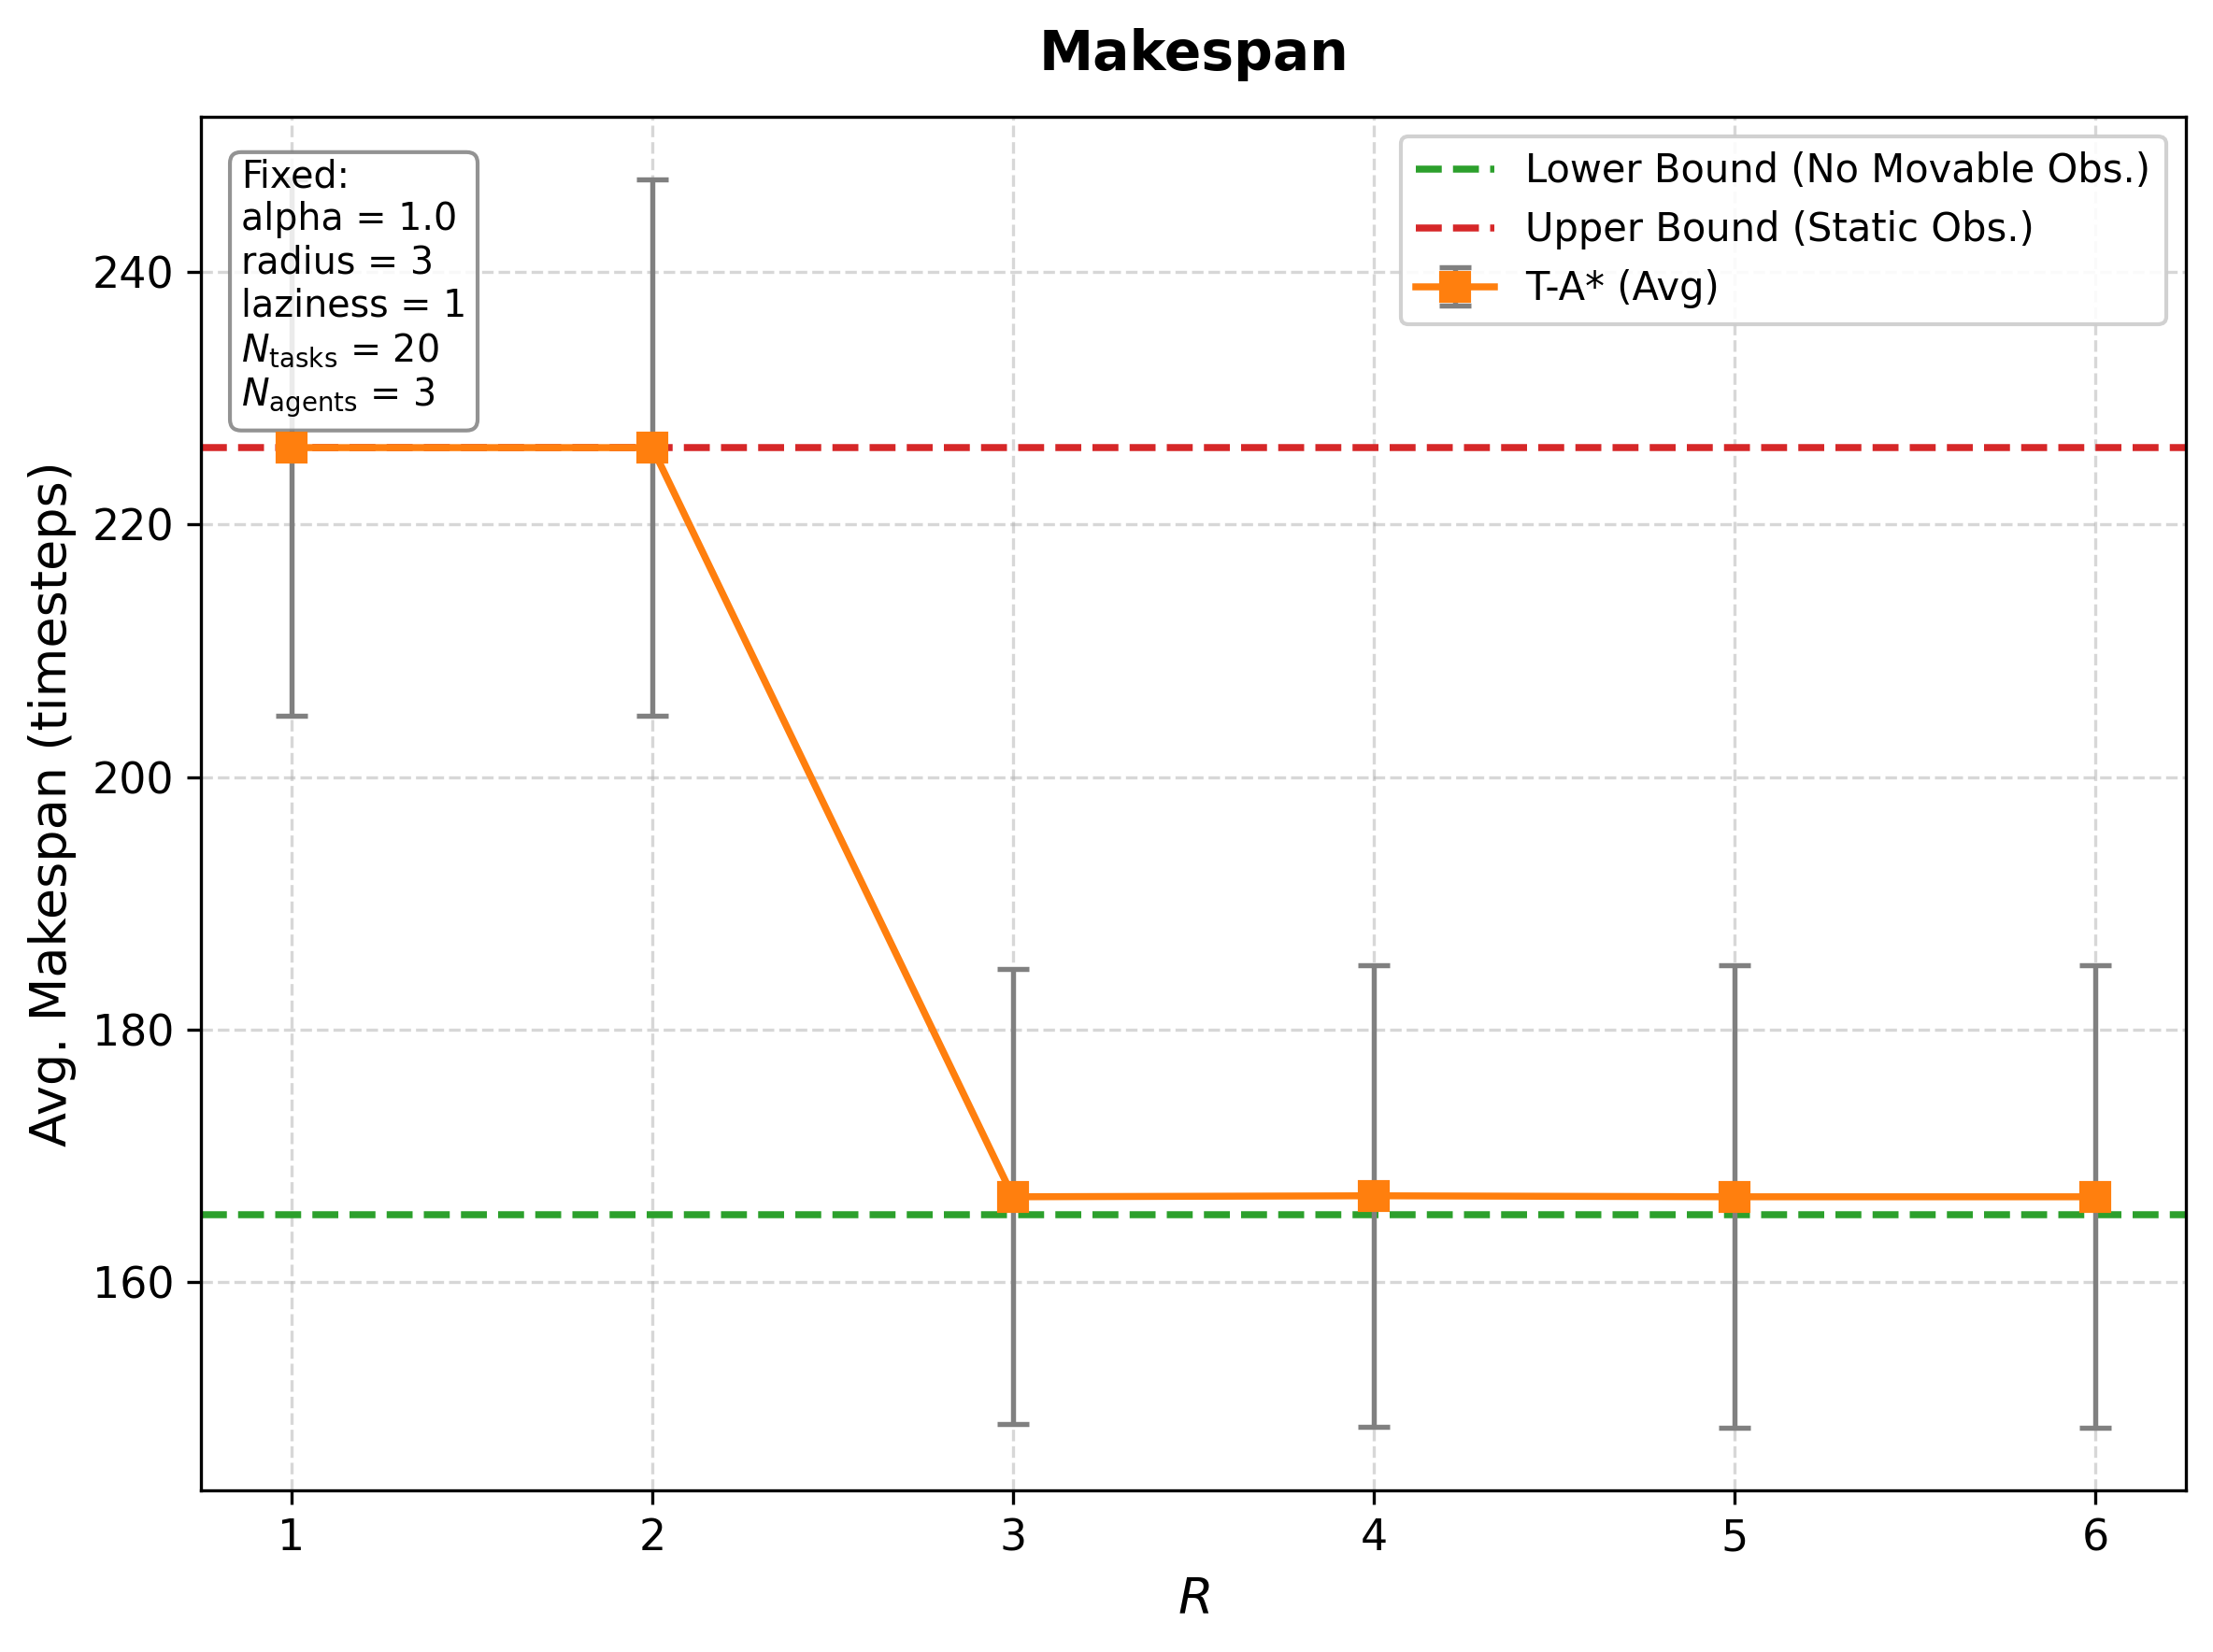 Makespan
Fixed:
alpha = 1.0
radius = 3
laziness = 1
N_tasks = 20
N_agents = 3
Lower Bound (No Movable Obs.)
Upper Bound (Static Obs.)
T-A* (Avg)
Avg. Makespan (timesteps)
240
220
200
180
160
1 2 3 4 5 6
R